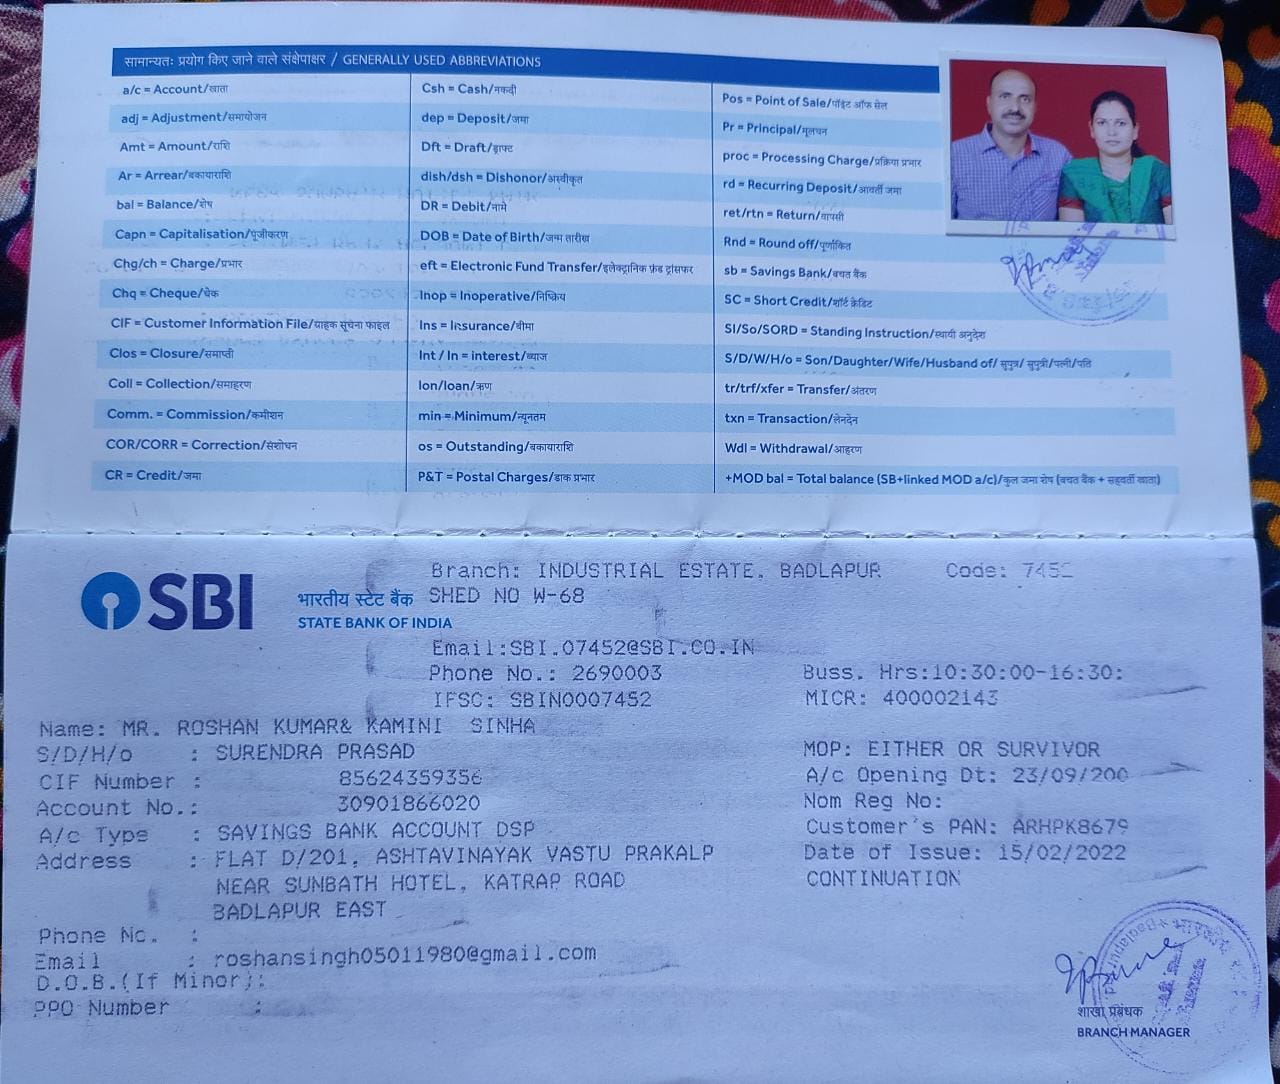 सामान्यतः प्रयोग किए जाने वाले संक्षेपाक्षर / GENERALLY USED ABBREVIATIONS
a/c = Account/खाता
adj = Adjustment/समायोजन
Amt = Amount/राशि
Ar = Arrear/बकायाराशि
bal = Balance/शेष
Capn = Capitalisation/पूंजीकरण
Chg/ch = Charge/प्रभार
Chq = Cheque/चेक
CIF = Customer Information File/ग्राहक सूचना फाइल
Clos = Closure/समाप्ती
Coll = Collection/समाहरण
Comm. = Commission/कमीशन
COR/CORR = Correction/संशोधन
CR = Credit/जमा
Csh = Cash/नकदी
dep = Deposit/जमा
Dft = Draft/ड्राफ्ट
dish/dsh = Dishonor/अस्वीकृत
DR = Debit/नामे
DOB = Date of Birth/जन्म तारीख
eft = Electronic Fund Transfer/इलेक्ट्रानिक फ़ंड ट्रांसफर
Inop = Inoperative/निष्क्रिय
Ins = Insurance/बीमा
Int / In = interest/ब्याज
lon/loan/ऋण
min = Minimum/न्यूनतम
os = Outstanding/बकायाराशि
P&T = Postal Charges/डाक प्रभार
Pos = Point of Sale/पॉइंट ऑफ सेल
Pr = Principal/मूलधन
proc = Processing Charge/प्रक्रिया प्रभार
rd = Recurring Deposit/आवर्ती जमा
ret/rtn = Return/वापसी
Rnd = Round off/पूर्णांकित
sb = Savings Bank/बचत बैंक
SC = Short Credit/शॉर्ट क्रेडिट
SI/So/SORD = Standing Instruction/स्थायी अनुदेश
S/D/W/H/o = Son/Daughter/Wife/Husband of/ सुपुत्र/ सुपुत्री/पत्नी/पति
tr/trf/xfer = Transfer/अंतरण
txn = Transaction/लेनदेन
Wdl = Withdrawal/आहरण
+MOD bal = Total balance (SB+linked MOD a/c)/कुल जमा शेष (बचत बैंक + सहवर्ती खाता)
SBI
भारतीय स्टेट बैंक
STATE BANK OF INDIA
Branch: INDUSTRIAL ESTATE, BADLAPUR Code: 7452
SHED NO W-68
Email:SBI.07452@SBI.CO.IN
Phone No.: 2690003 Buss. Hrs:10:30:00-16:30:
IFSC: SBIN0007452 MICR: 400002143
Name: MR. ROSHAN KUMAR& KAMINI SINHA
S/D/H/o : SURENDRA PRASAD MOP: EITHER OR SURVIVOR
CIF Number : 85624359356 A/c Opening Dt: 23/09/200
Account No.: 30901866020 Nom Reg No:
A/c Type : SAVINGS BANK ACCOUNT DSP Customer's PAN: ARHPK8679
Address : FLAT D/201, ASHTAVINAYAK VASTU PRAKALP Date of Issue: 15/02/2022
NEAR SUNBATH HOTEL, KATRAP ROAD CONTINUATION
BADLAPUR EAST
Phone No. :
Email : roshansingh05011980@gmail.com
D.O.B.(If Minor):
PPO Number :
शाखा प्रबंधक
BRANCH MANAGER